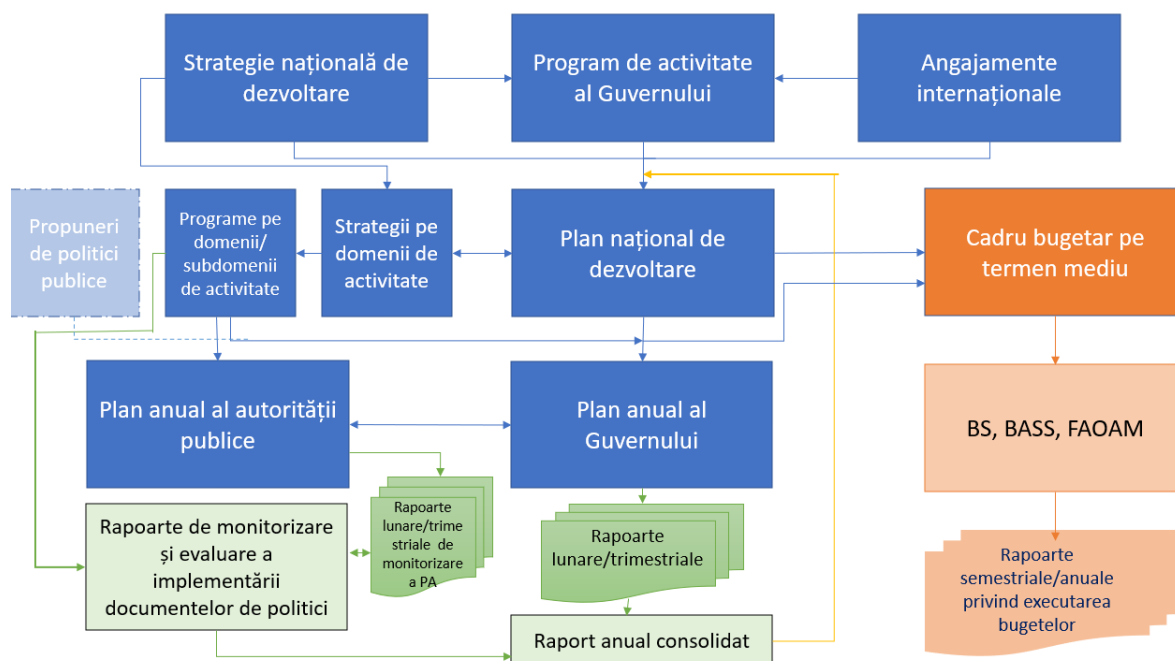 Strategie națională de
dezvoltare
Program de activitate
al Guvernului
Angajamente
internaționale
Propuneri
de politici
publice
Programe pe
domenii/
subdomenii
de activitate
Strategii pe
domenii de
activitate
Plan național de
dezvoltare
Cadru bugetar pe
termen mediu
Plan anual al autorității
publice
Plan anual al
Guvernului
BS, BASS, FAOAM
Rapoarte de monitorizare
și evaluare a
implementării
documentelor de politici
Rapoarte
lunare/trime
striale de
monitorizare
a PA
Rapoarte
lunare/trimestriale
Rapoarte
semestriale/anuale
privind executarea
bugetelor
Raport anual consolidat